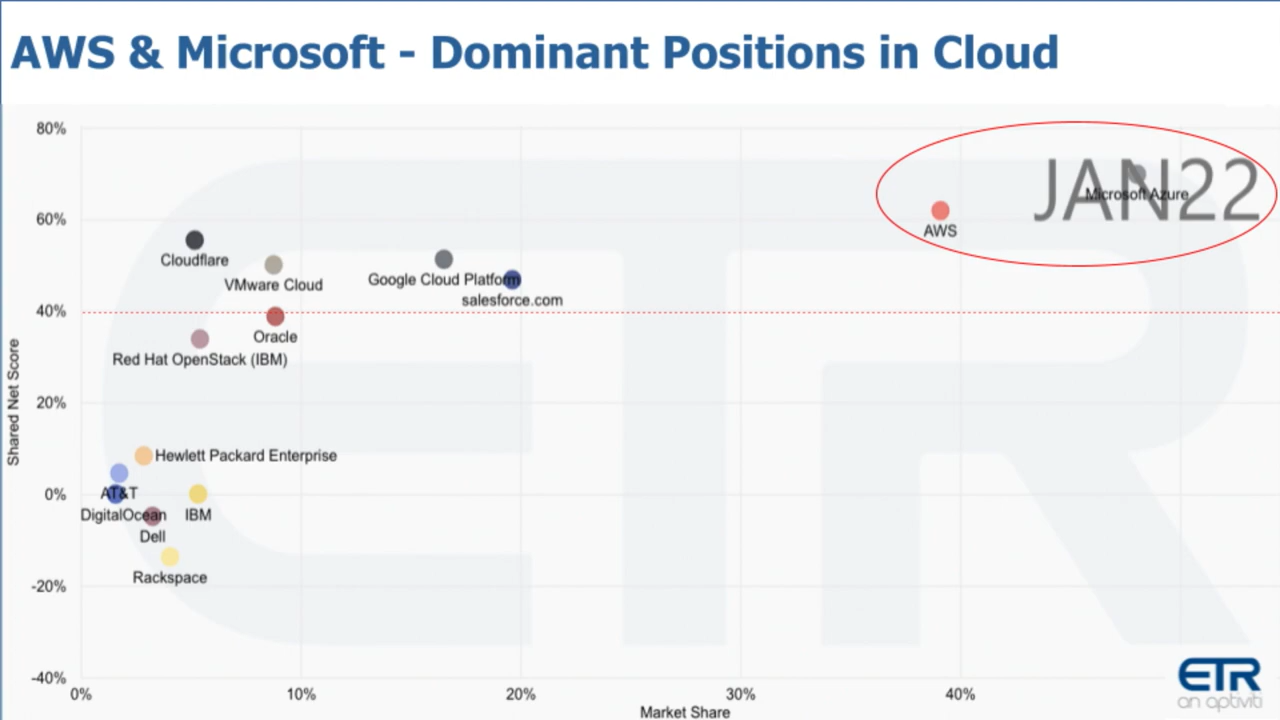 AWS & Microsoft - Dominant Positions in Cloud
80%
JAN22
Microsoft Azure
60%
AWS
Cloudflare
VMware Cloud
Google Cloud Platform
salesforce.com
40%
Oracle
Red Hat OpenStack (IBM)
Shared Net Score
20%
Hewlett Packard Enterprise
0%
AT&T
DigitalOcean
IBM
Dell
Rackspace
-20%
-40%
0%
10%
20%
30%
40%
Market Share
ETR
an aptiviti